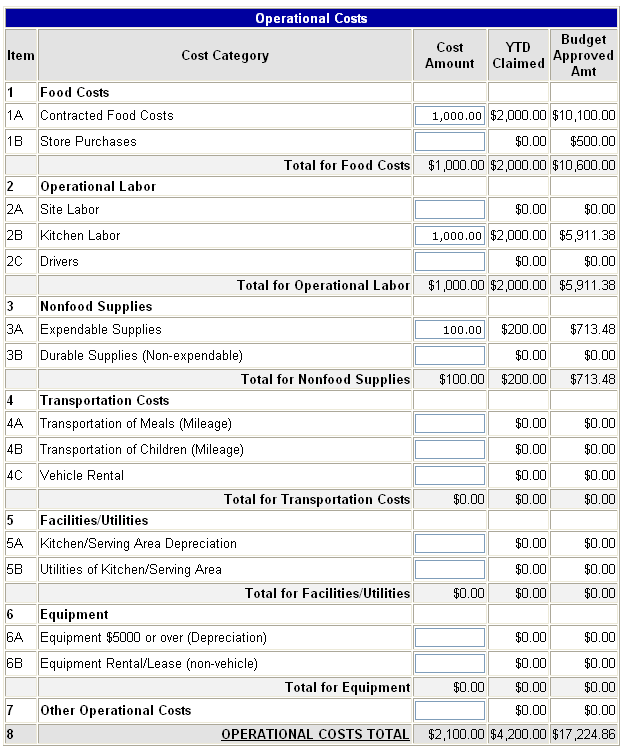 Operational Costs
Item Cost Category Cost Amount YTD Claimed Budget Approved Amt
1 Food Costs
1A Contracted Food Costs 1,000.00 $2,000.00 $10,100.00
1B Store Purchases $0.00 $500.00
Total for Food Costs $1,000.00 $2,000.00 $10,600.00
2 Operational Labor
2A Site Labor $0.00 $0.00
2B Kitchen Labor 1,000.00 $2,000.00 $5,911.38
2C Drivers $0.00 $0.00
Total for Operational Labor $1,000.00 $2,000.00 $5,911.38
3 Nonfood Supplies
3A Expendable Supplies 100.00 $200.00 $713.48
3B Durable Supplies (Non-expendable) $0.00 $0.00
Total for Nonfood Supplies $100.00 $200.00 $713.48
4 Transportation Costs
4A Transportation of Meals (Mileage) $0.00 $0.00
4B Transportation of Children (Mileage) $0.00 $0.00
4C Vehicle Rental $0.00 $0.00
Total for Transportation Costs $0.00 $0.00 $0.00
5 Facilities/Utilities
5A Kitchen/Serving Area Depreciation $0.00 $0.00
5B Utilities of Kitchen/Serving Area $0.00 $0.00
Total for Facilities/Utilities $0.00 $0.00 $0.00
6 Equipment
6A Equipment $5000 or over (Depreciation) $0.00 $0.00
6B Equipment Rental/Lease (non-vehicle) $0.00 $0.00
Total for Equipment $0.00 $0.00 $0.00
7 Other Operational Costs $0.00 $0.00
8 OPERATIONAL COSTS TOTAL $2,100.00 $4,200.00 $17,224.86